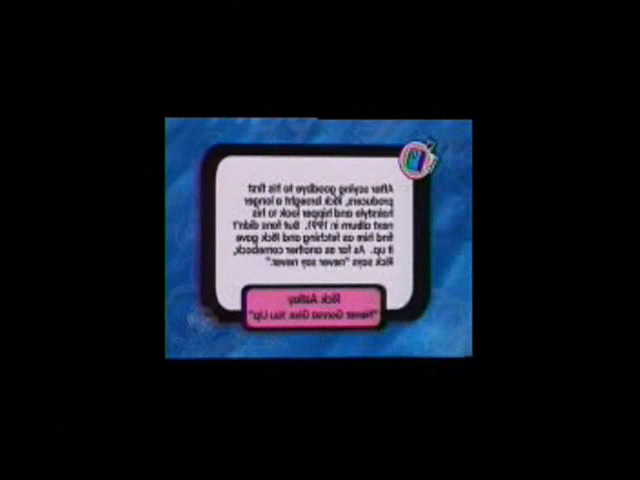 After saying goodbye to his first
producers, Rick brought a longer
hairstyle and hipper look to his
next album in 1991. But fans didn't
find him as fetching and Rick gave
it up. As far as another comeback,
Rick says "never say never."
Rick Astley
"Never Gonna Give You Up"